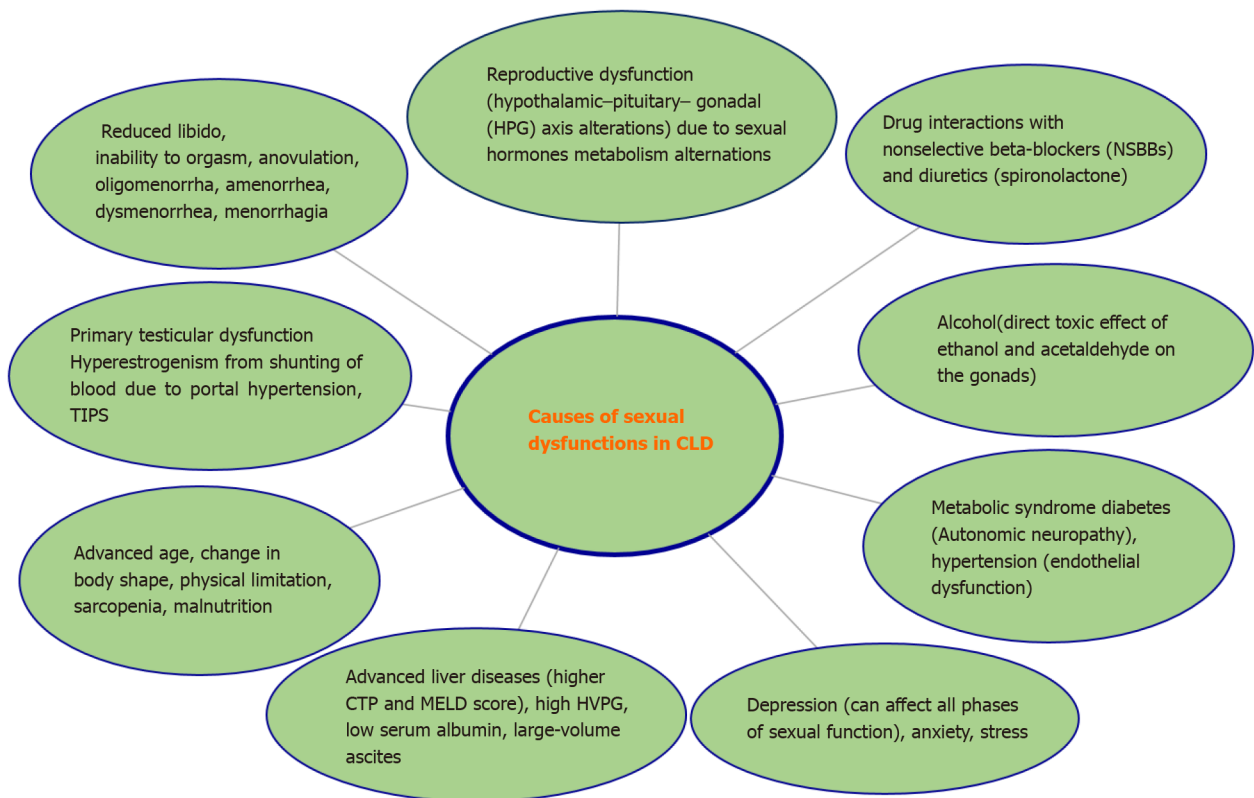 Reproductive dysfunction
(hypothalamic–pituitary– gonadal
(HPG) axis alterations) due to sexual
hormones metabolism alternations
Drug interactions with
nonselective beta-blockers (NSBBs)
and diuretics (spironolactone)
Reduced libido,
inability to orgasm, anovulation,
oligomenorrha, amenorrhea,
dysmenorrhea, menorrhagia
Alcohol(direct toxic effect of
ethanol and acetaldehyde on
the gonads)
Primary testicular dysfunction
Hyperestrogenism from shunting of
blood due to portal hypertension,
TIPS
Causes of sexual
dysfunctions in CLD
Metabolic syndrome diabetes
(Autonomic neuropathy),
hypertension (endothelial
dysfunction)
Advanced age, change in
body shape, physical limitation,
sarcopenia, malnutrition
Advanced liver diseases (higher
CTP and MELD score), high HVPG,
low serum albumin, large-volume
ascites
Depression (can affect all phases
of sexual function), anxiety, stress